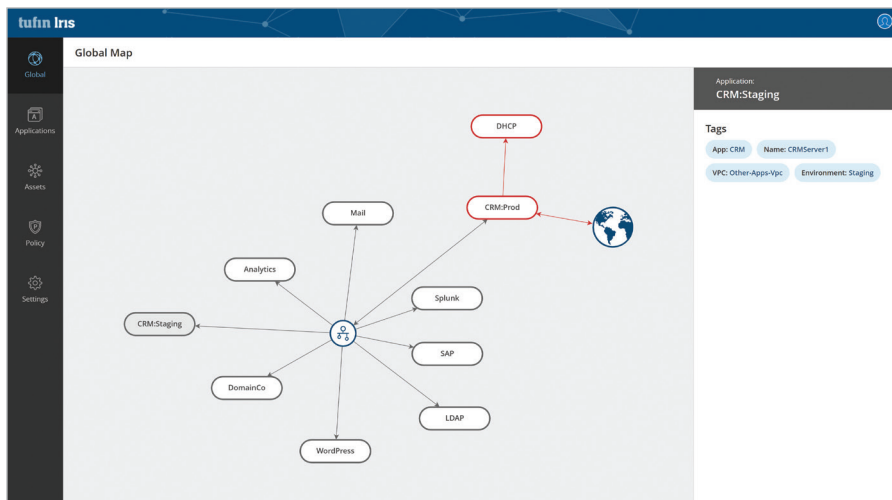 tufin Iris
Global
Applications
Assets
Policy
Settings
Global Map
DHCP
CRM:Prod
Mail
Analytics
Splunk
CRM:Staging
SAP
DomainCo
LDAP
WordPress
Application:
CRM:Staging
Tags
App: CRM
Name: CRMServer1
VPC: Other-Apps-Vpc
Environment: Staging